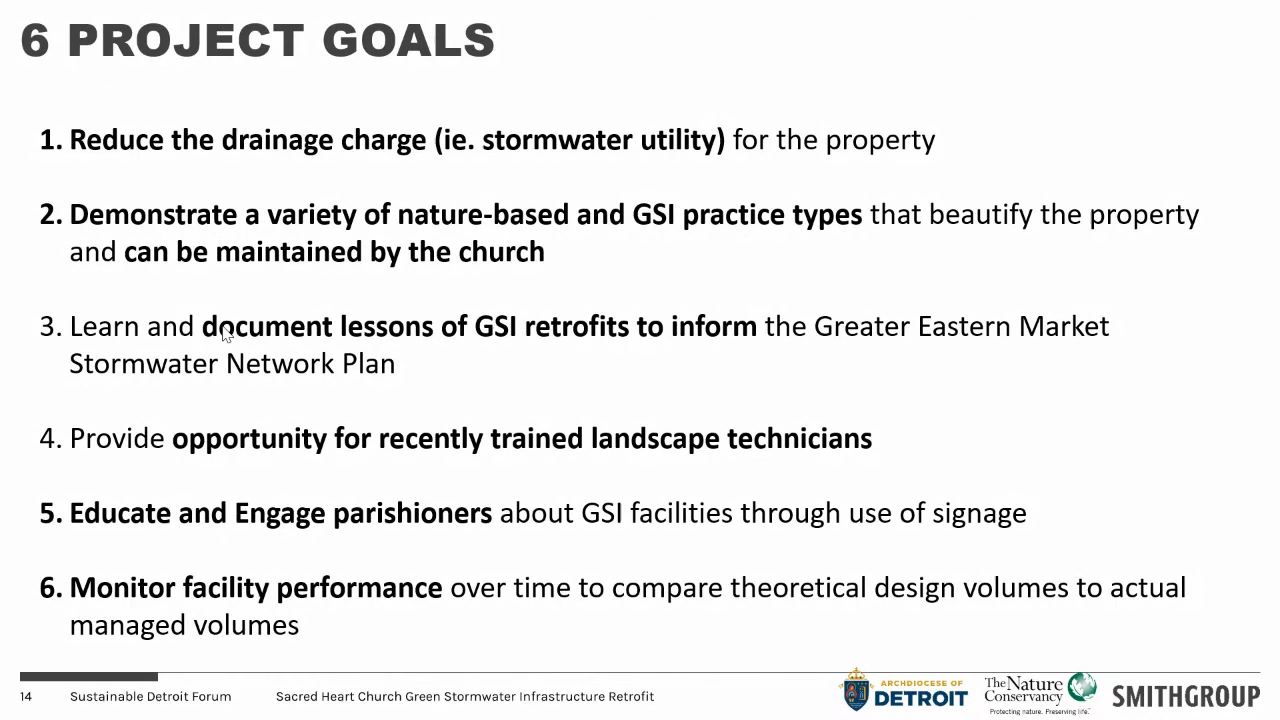 6 PROJECT GOALS
1. Reduce the drainage charge (ie. stormwater utility) for the property
2. Demonstrate a variety of nature-based and GSI practice types that beautify the property
and can be maintained by the church
3. Learn and document lessons of GSI retrofits to inform the Greater Eastern Market
Stormwater Network Plan
4. Provide opportunity for recently trained landscape technicians
5. Educate and Engage parishioners about GSI facilities through use of signage
6. Monitor facility performance over time to compare theoretical design volumes to actual
managed volumes
14 Sustainable Detroit Forum Sacred Heart Church Green Stormwater Infrastructure Retrofit
ARCHDIOCESE OF
DETROIT
The Nature
Conservancy
Protecting nature. Preserving life.™
SMITHGROUP